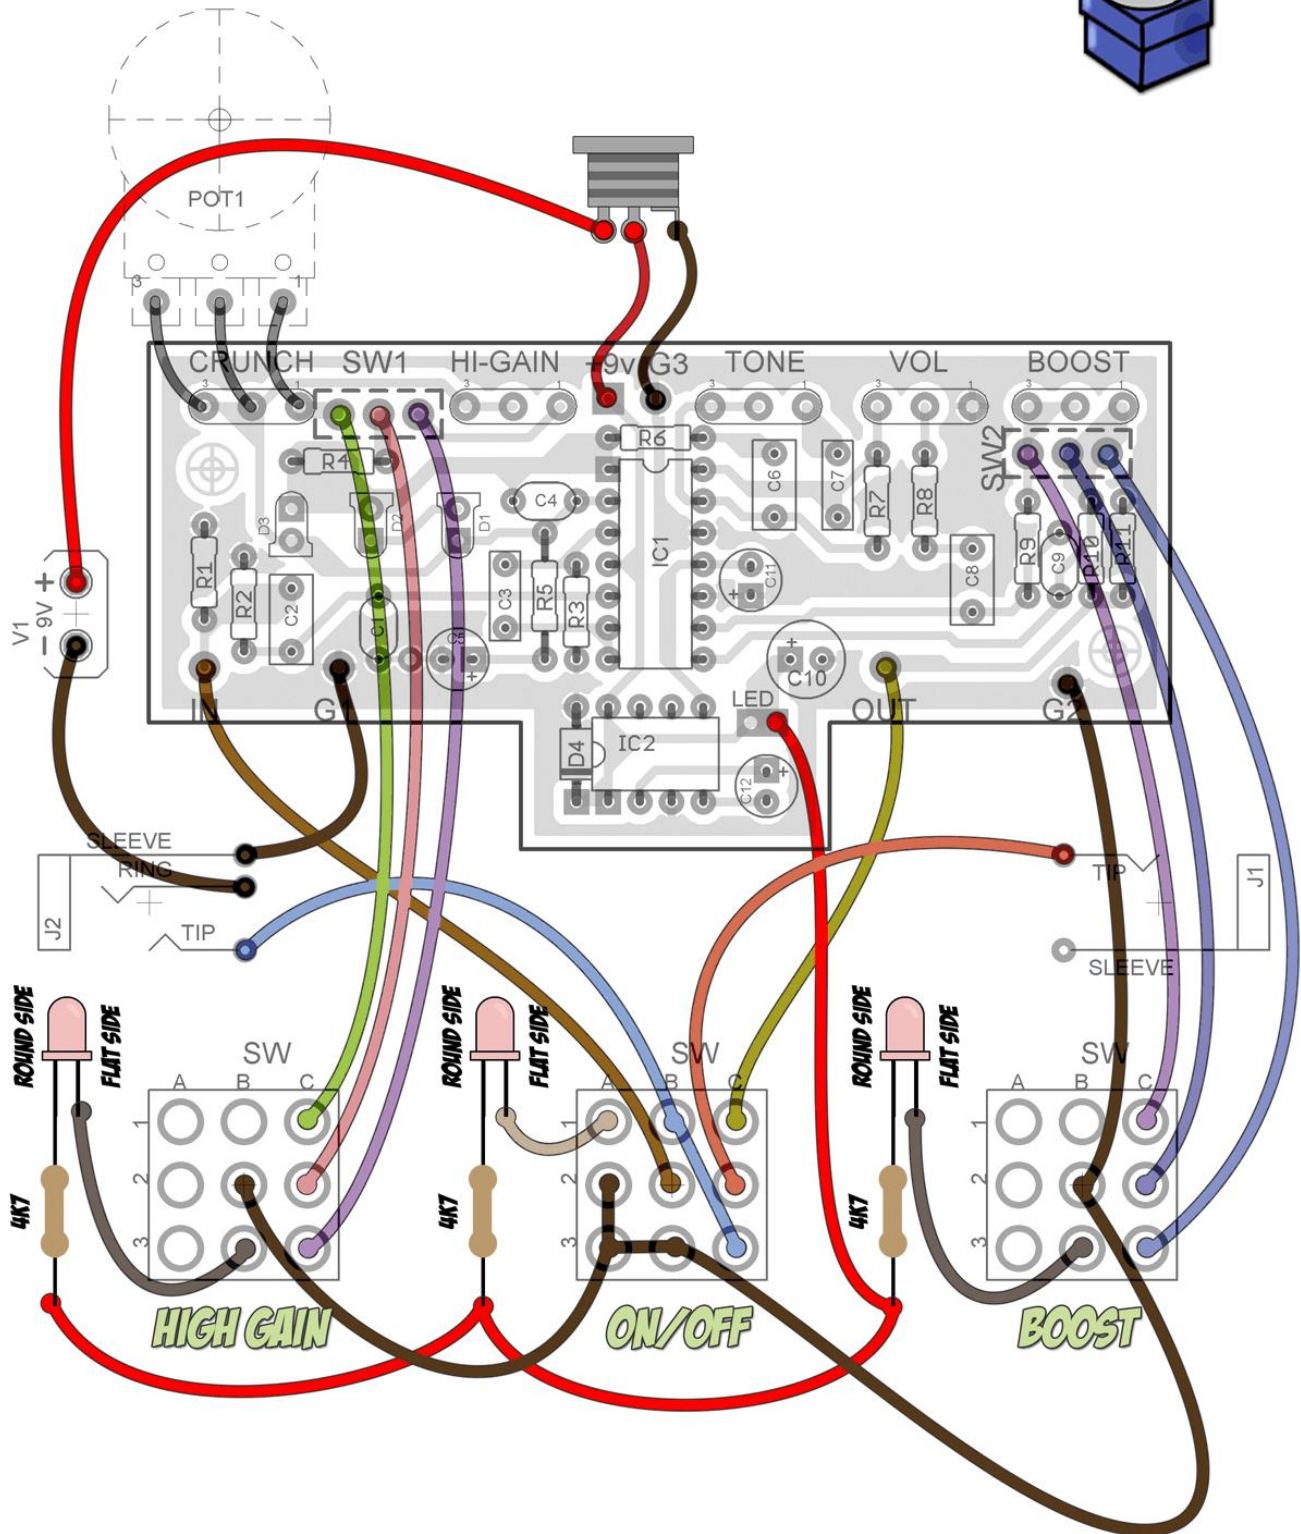 POT1
3 1
CRUNCH SW1 HI-GAIN +9v G3 TONE VOL BOOST
3 1 3 1 3 1 3 1 3 1
SW2
R6
R4
C4
C6
C7
R7
R8
D3
D2
D1
IC1
R9
C9
R10
R11
R1
R2
C2
C1
C3
R5
R3
C11
+
C8
V1
9V
+
-
+
+
C10
LED
IN G1 OUT G2
D4
IC2
C12
+
SLEEVE
RING
TIP
J2
TIP
SLEEVE
J1
ROUND SIDE
FLAT SIDE
ROUND SIDE
FLAT SIDE
ROUND SIDE
FLAT SIDE
SW SW SW
A B C A B C A B C
1 1 1
2 2 2
3 3 3
4K7 4K7 4K7
HIGH GAIN ON/OFF BOOST